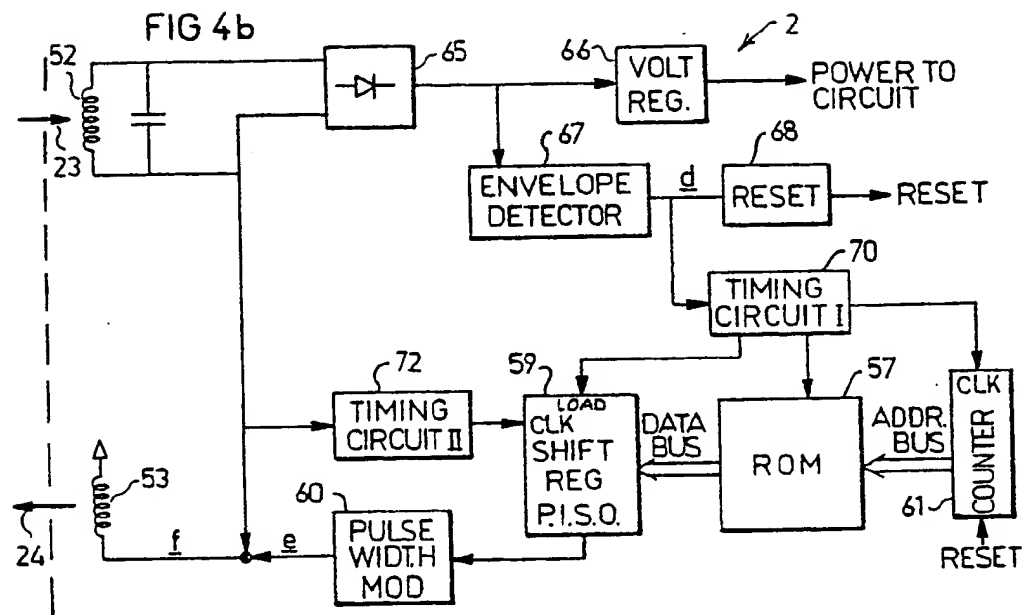 FIG 4b
52
23
65
66
VOLT
REG.
2
POWER TO
CIRCUIT
67
ENVELOPE
DETECTOR
d
68
RESET
RESET
70
TIMING
CIRCUIT I
72
TIMING
CIRCUIT II
59
LOAD
CLK
SHIFT
REG
P.I.S.O.
DATA
BUS
57
ROM
ADDR.
BUS
CLK
COUNTER
61
RESET
53
24
f
e
60
PULSE
WIDTH
MOD